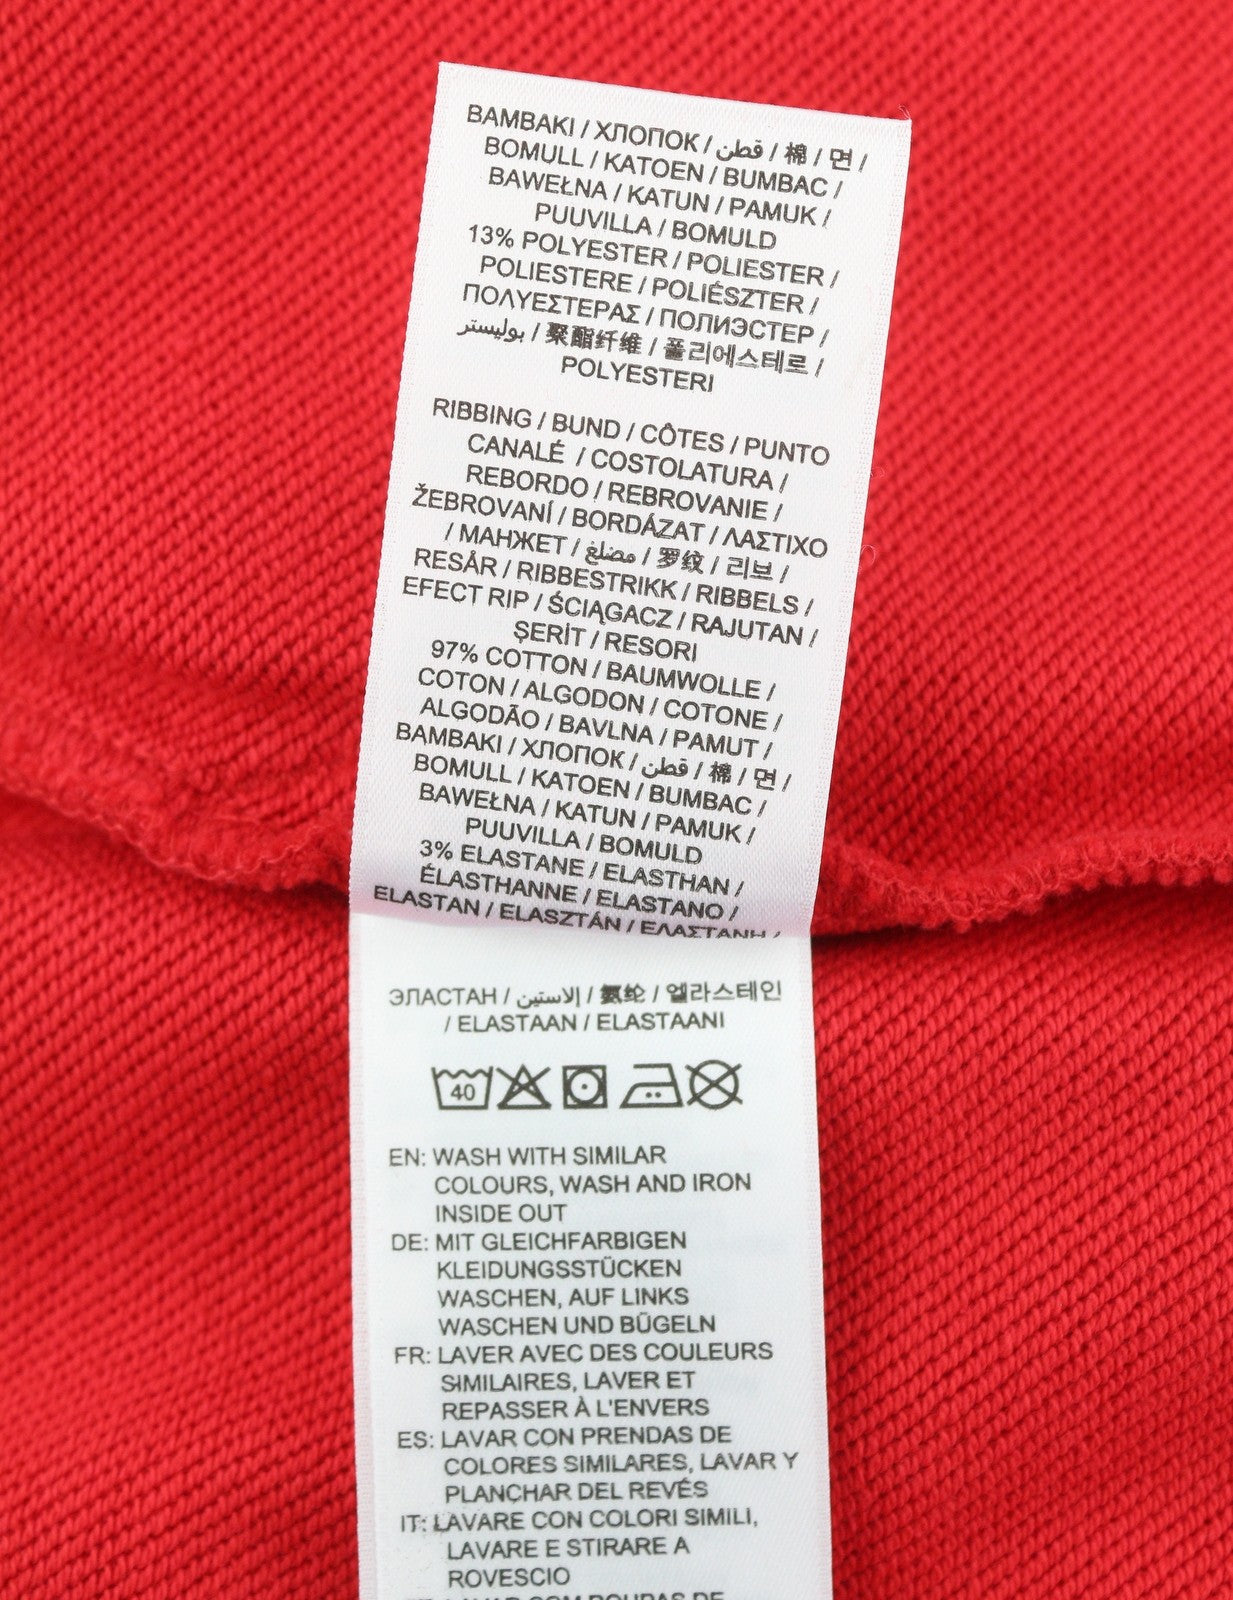 BAMBAKI / ХЛОПОК / قطن / 棉 / 면 /
BOMULL / KATOEN / BUMBAC /
BAWEŁNA / KATUN / PAMUK /
PUUVILLA / BOMULD
13% POLYESTER / POLIESTER /
POLIESTERE / POLIÉSZTER /
ΠΟΛΥΕΣΤΕΡΑΣ / ПОЛИЭСТЕР /
بوليستر / 聚酯纤维 / 폴리에스테르 /
POLYESTERI
RIBBING / BUND / CÔTES / PUNTO
CANALÉ / COSTOLATURA /
REBORDO / REBROVANIE /
ŽEBROVANÍ / BORDÁZAT / ΛΑΣΤΙΧΟ
/ МАНЖЕТ / مضلع / 罗纹 / 리브 /
RESÅR / RIBBESTRIKK / RIBBELS /
EFECT RIP / ŚCIĄGACZ / RAJUTAN /
ŞERİT / RESORI
97% COTTON / BAUMWOLLE /
COTON / ALGODON / COTONE /
ALGODÃO / BAVLNA / PAMUT /
BAMBAKI / ХЛОПОК / قطن / 棉 / 면 /
BOMULL / KATOEN / BUMBAC /
BAWEŁNA / KATUN / PAMUK /
PUUVILLA / BOMULD
3% ELASTANE / ELASTHAN /
ÉLASTHANNE / ELASTANO /
ELASTAN / ELASZTÁN / ΕΛΑΣΤΑΝΗ /
ЭЛАСТАН / إلاستين / 氨纶 / 엘라스테인
/ ELASTAAN / ELASTAANI
40
EN: WASH WITH SIMILAR
COLOURS, WASH AND IRON
INSIDE OUT
DE: MIT GLEICHFARBIGEN
KLEIDUNGSSTÜCKEN
WASCHEN, AUF LINKS
WASCHEN UND BÜGELN
FR: LAVER AVEC DES COULEURS
SIMILAIRES, LAVER ET
REPASSER À L'ENVERS
ES: LAVAR CON PRENDAS DE
COLORES SIMILARES, LAVAR Y
PLANCHAR DEL REVÉS
IT: LAVARE CON COLORI SIMILI,
LAVARE E STIRARE A
ROVESCIO
LAVAR COM ROUPAS DE